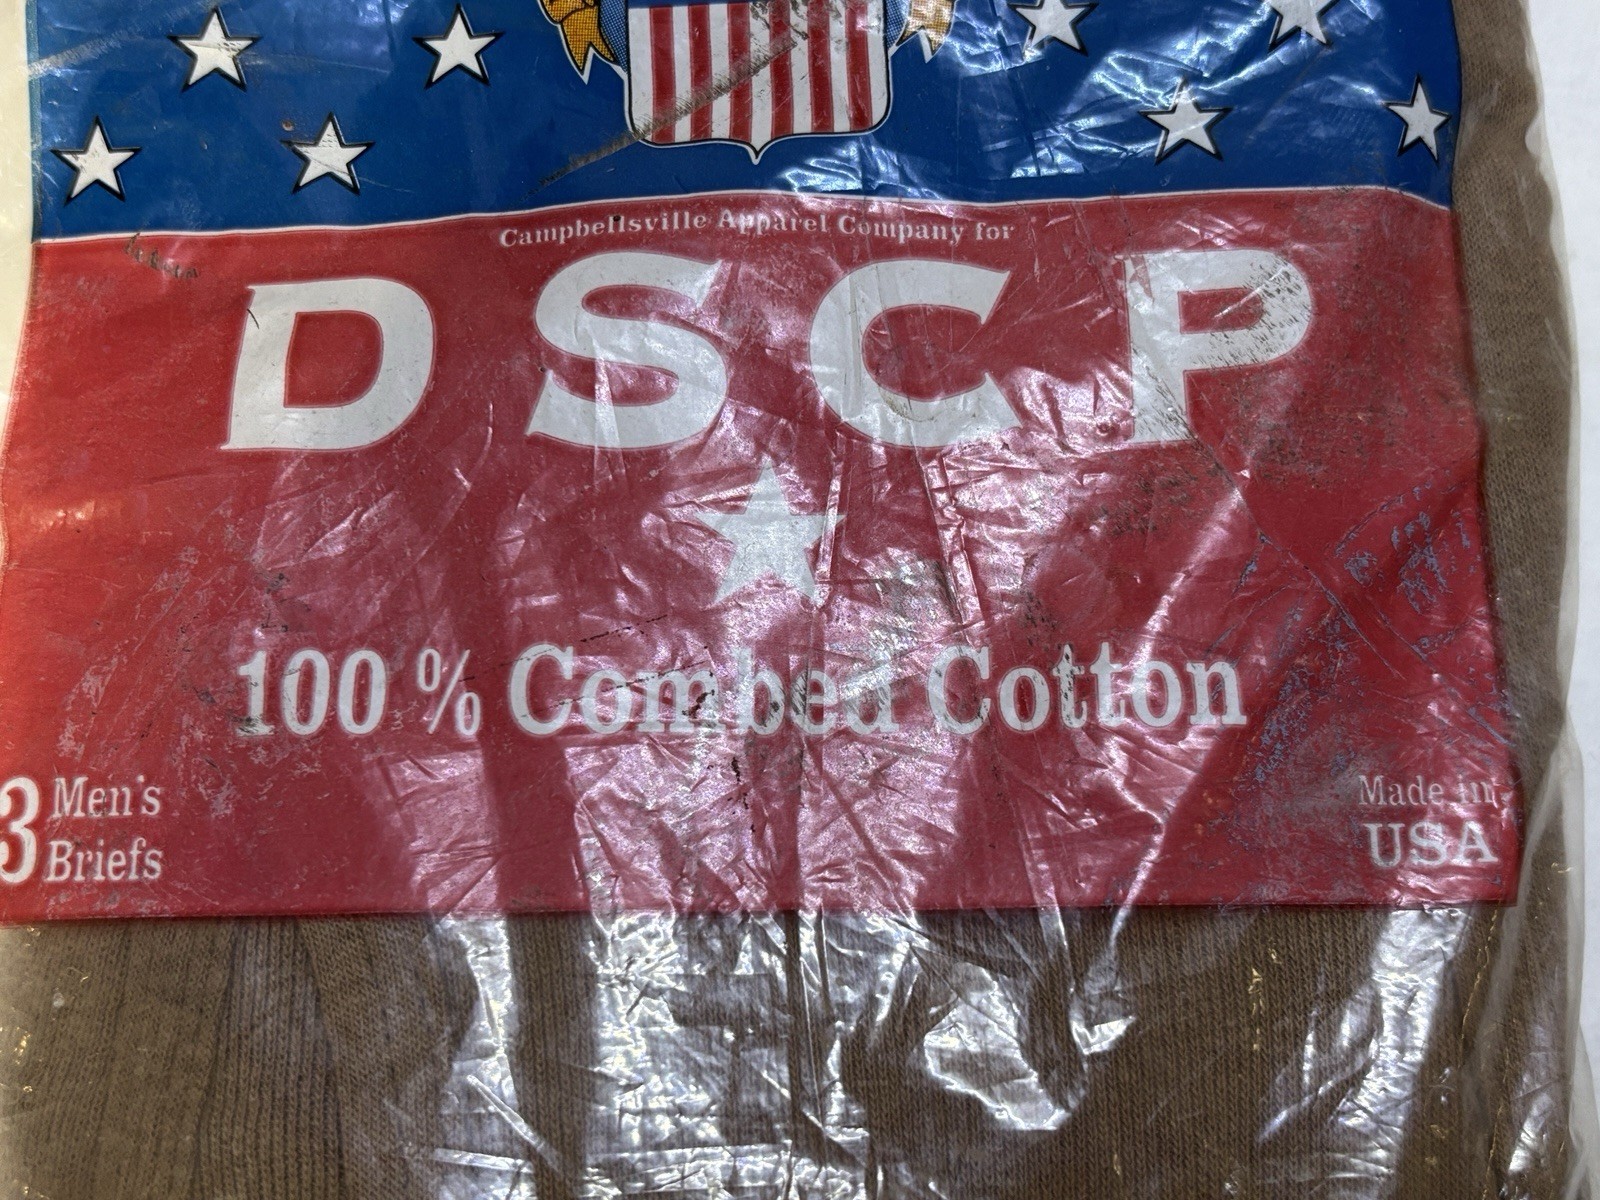 Campbellsville Apparel Company for
DSCP
100 % Combed Cotton
3 Men's
Briefs
Made in
USA